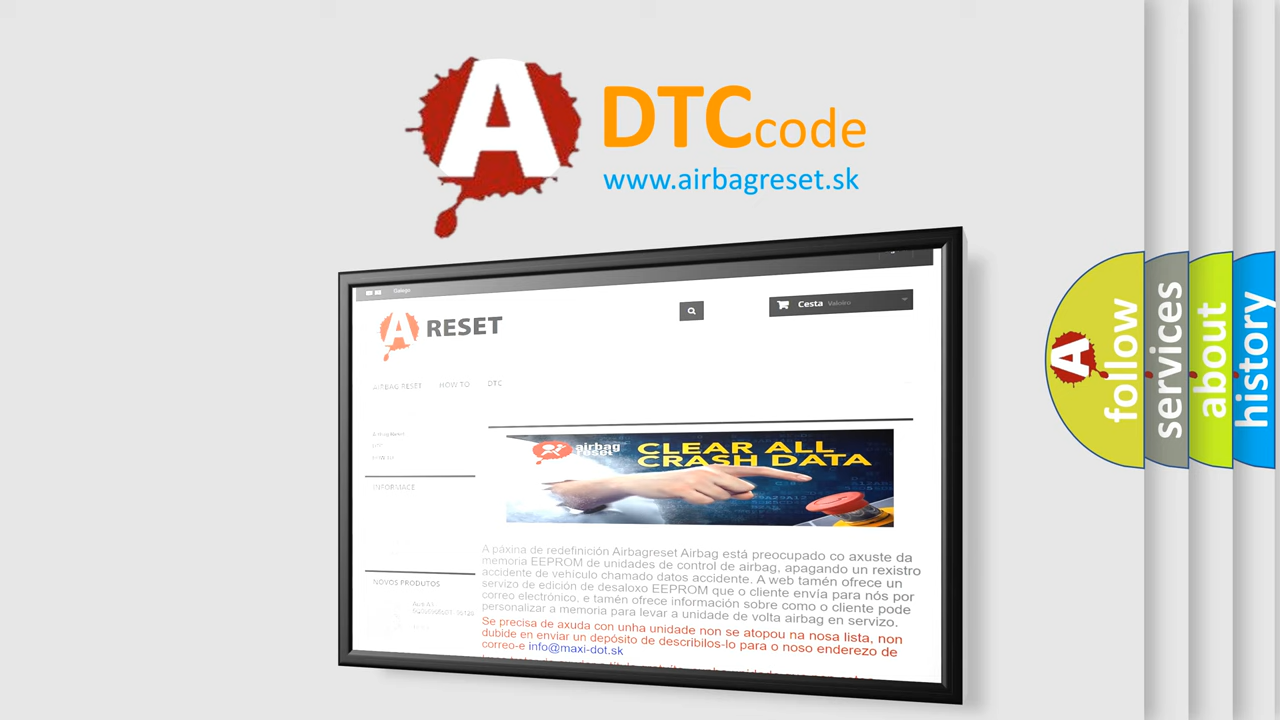 A DTC code
www.airbagreset.sk
Galego
A RESET
Cesta Valeiro
AIRBAG RESET HOW TO DTC
INFORMACE
airbag reset CLEAR ALL CRASH DATA
A páxina de redefinición Airbagreset Airbag está preocupado co axuste da
memoria EEPROM de unidades de control de airbag, apagando un rexistro
accidente de vehículo chamado datos accidente. A web tamén ofrece un
servizo de edición de desaloxo EEPROM que o cliente envía para nós por
correo electrónico, e tamén ofrece información sobre como o cliente pode
personalizar a memoria para levar a unidade de volta airbag en servizo.
NOVOS PRODUTOS
Se precisa de axuda con unha unidade non se atopou na nosa lista, non
dubide en enviar un depósito de describilos-lo para o noso enderezo de
correo-e info@maxi-dot.sk
A follow
services
about
history